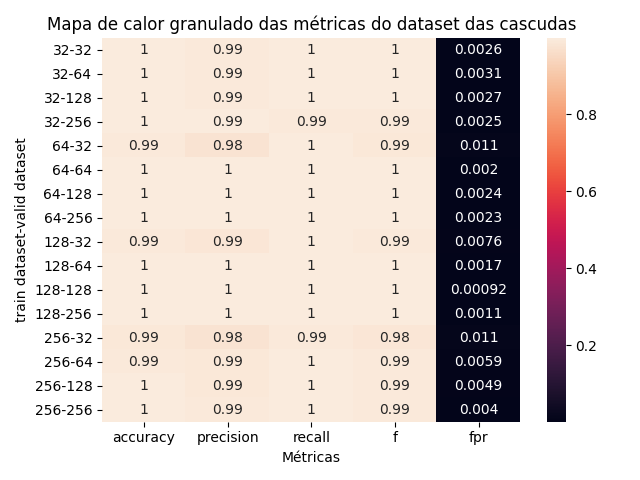 Mapa de calor granulado das métricas do dataset das cascudas
train dataset-valid dataset
32-32 1 0.99 1 1 0.0026
32-64 1 0.99 1 1 0.0031
32-128 1 0.99 1 1 0.0027
32-256 1 0.99 0.99 0.99 0.0025
64-32 0.99 0.98 1 0.99 0.011
64-64 1 1 1 1 0.002
64-128 1 1 1 1 0.0024
64-256 1 1 1 1 0.0023
128-32 0.99 0.99 1 0.99 0.0076
128-64 1 1 1 1 0.0017
128-128 1 1 1 1 0.00092
128-256 1 1 1 1 0.0011
256-32 0.99 0.98 0.99 0.98 0.011
256-64 0.99 0.99 1 0.99 0.0059
256-128 1 0.99 1 0.99 0.0049
256-256 1 0.99 1 0.99 0.004
accuracy precision recall f fpr
Métricas
0.8
0.6
0.4
0.2